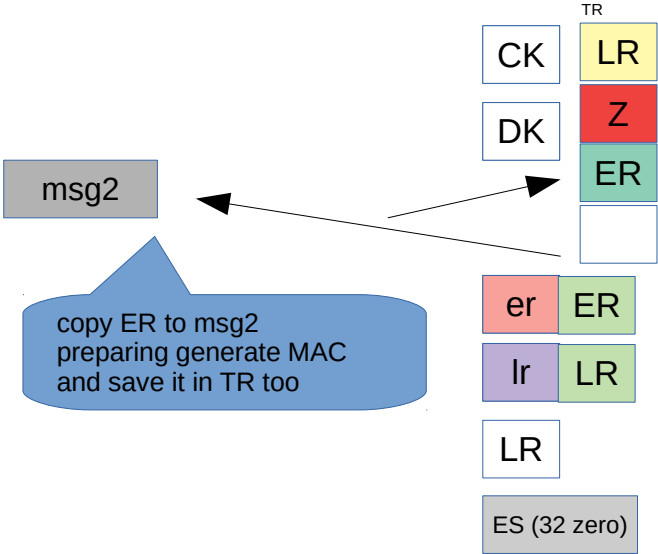 TR
CK
LR
DK
Z
ER
msg2
copy ER to msg2
preparing generate MAC
and save it in TR too
er
ER
lr
LR
LR
ES (32 zero)